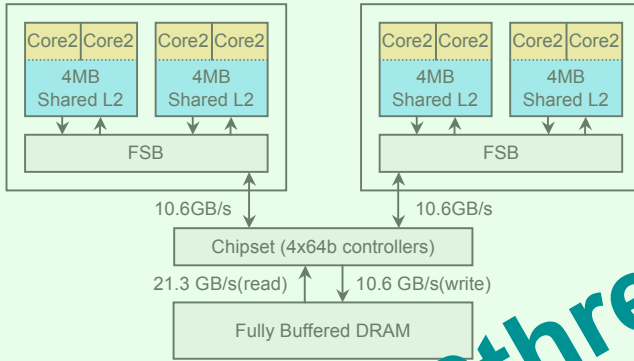 Core2 Core2 Core2 Core2 Core2 Core2 Core2 Core2
4MB 4MB 4MB 4MB
Shared L2 Shared L2 Shared L2 Shared L2
FSB FSB
10.6GB/s 10.6GB/s
Chipset (4x64b controllers)
21.3 GB/s(read) 10.6 GB/s(write)
Fully Buffered DRAM